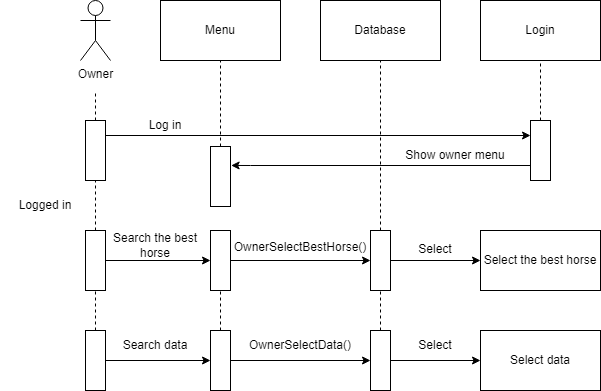 Menu
Database
Login
Owner
Log in
Show owner menu
Logged in
Search the best
horse
OwnerSelectBestHorse()
Select
Select the best horse
Search data
OwnerSelectData()
Select
Select data